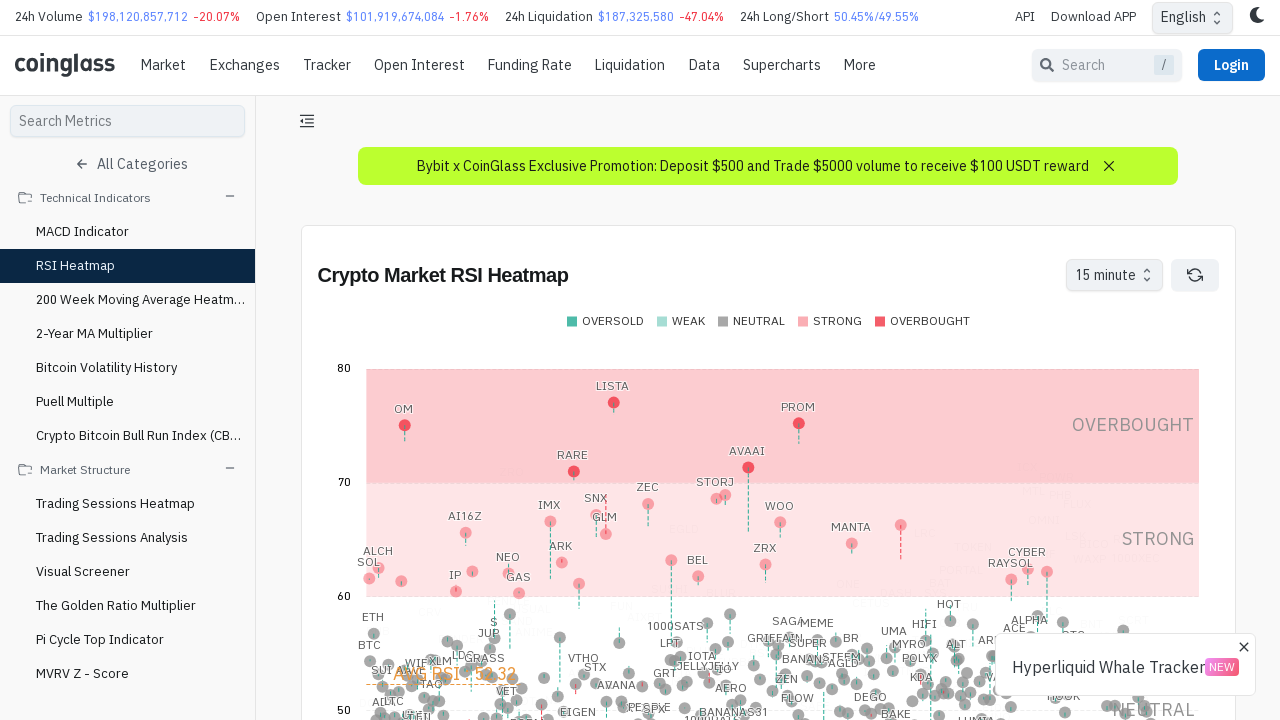 24h Volume $198,120,857,712 -20.07% Open Interest $101,919,674,084 -1.76% 24h Liquidation $187,325,580 -47.04% 24h Long/Short 50.45%/49.55% API Download APP English
coinglass Market Exchanges Tracker Open Interest Funding Rate Liquidation Data Supercharts More Search / Login
Search Metrics
All Categories
Technical Indicators
MACD Indicator
RSI Heatmap
200 Week Moving Average Heatm...
2-Year MA Multiplier
Bitcoin Volatility History
Puell Multiple
Crypto Bitcoin Bull Run Index (CB...
Market Structure
Trading Sessions Heatmap
Trading Sessions Analysis
Visual Screener
The Golden Ratio Multiplier
Pi Cycle Top Indicator
MVRV Z - Score
Bybit x CoinGlass Exclusive Promotion: Deposit $500 and Trade $5000 volume to receive $100 USDT reward
Crypto Market RSI Heatmap
15 minute
OVERSOLD WEAK NEUTRAL STRONG OVERBOUGHT
80
LISTA
OM PROM
OVERBOUGHT
RARE AVAAI
70
ZEC STORJ
IMX SNX WOO
AI16Z GLM MANTA
STRONG
ALCH ARK ZRX CYBER
SOL NEO BEL RAYSOL
IP GAS
60
HOT
ETH S 1000SATS SAGA MEME HIFI ALPHA
JUP UMA ACE
BTC LPT GRIFFAIN SUPER BR MYRO ALT
WIF XLM GRASS VTHO IOTA BANANA STEEM POLYX
STX JELLYJELLY AGLD
AVG RSI : 52.32 GRT ZEN KDA
TAO VET AVANA AERO FLOW DEGO
LTC
50 EIGEN BANANAS31 BAKE
NEUTRAL
Hyperliquid Whale Tracker NEW